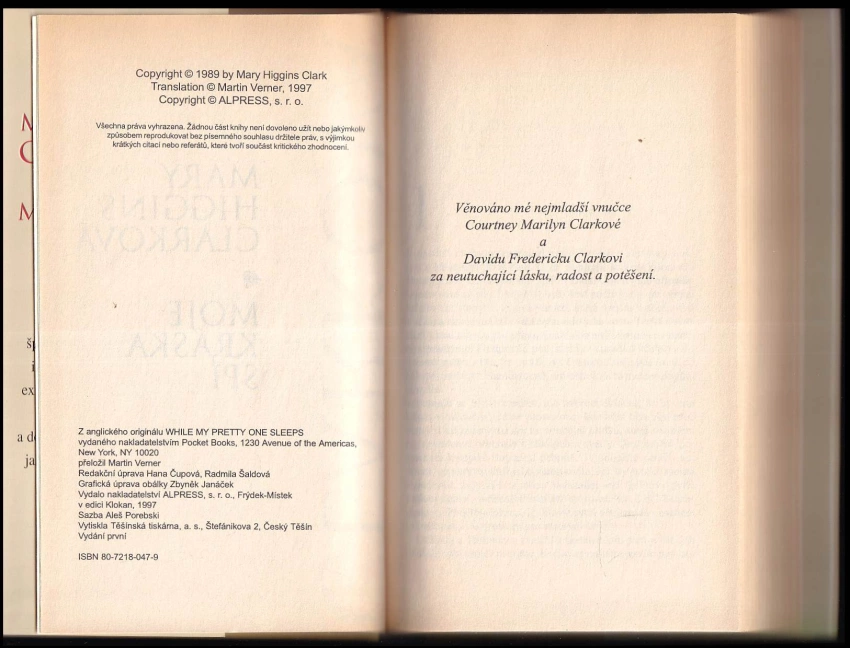 Copyright © 1989 by Mary Higgins Clark
Translation © Martin Verner, 1997
Copyright © ALPRESS, s. r. o.
Všechna práva vyhrazena. Žádnou část knihy není dovoleno užít nebo jakýmkoliv
způsobem reprodukovat bez písemného souhlasu držitele práv, s výjimkou
krátkých citací nebo referátů, které tvoří součást kritického zhodnocení.
MARY
HIGGINS
CLARKOVÁ
MOJE
KRÁSKA
SPÍ
Z anglického originálu WHILE MY PRETTY ONE SLEEPS
vydaného nakladatelstvím Pocket Books, 1230 Avenue of the Americas,
New York, NY 10020
přeložil Martin Verner
Redakční úprava Hana Čupová, Radmila Šaldová
Grafická úprava obálky Zbyněk Janáček
Vydalo nakladatelství ALPRESS, s. r. o., Frýdek-Místek
v edici Klokan, 1997
Sazba Aleš Porebski
Vytiskla Těšínská tiskárna, a. s., Štefánikova 2, Český Těšín
Vydání první
ISBN 80-7218-047-9
Věnováno mé nejmladší vnučce
Courtney Marilyn Clarkové
a
Davidu Fredericku Clarkovi
za neutuchající lásku, radost a potěšení.